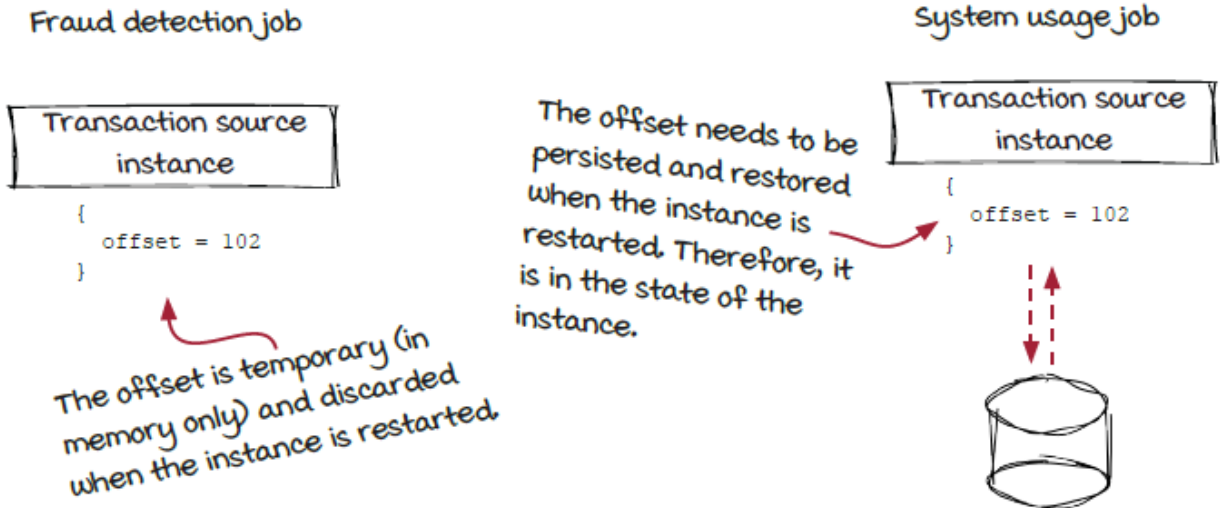 Fraud detection job
Transaction source
instance
{
offset = 102
}
The offset is temporary (in
memory only) and discarded
when the instance is restarted.
The offset needs to be
persisted and restored
when the instance is
restarted. Therefore, it
is in the state of the
instance.
System usage job
Transaction source
instance
{
offset = 102
}